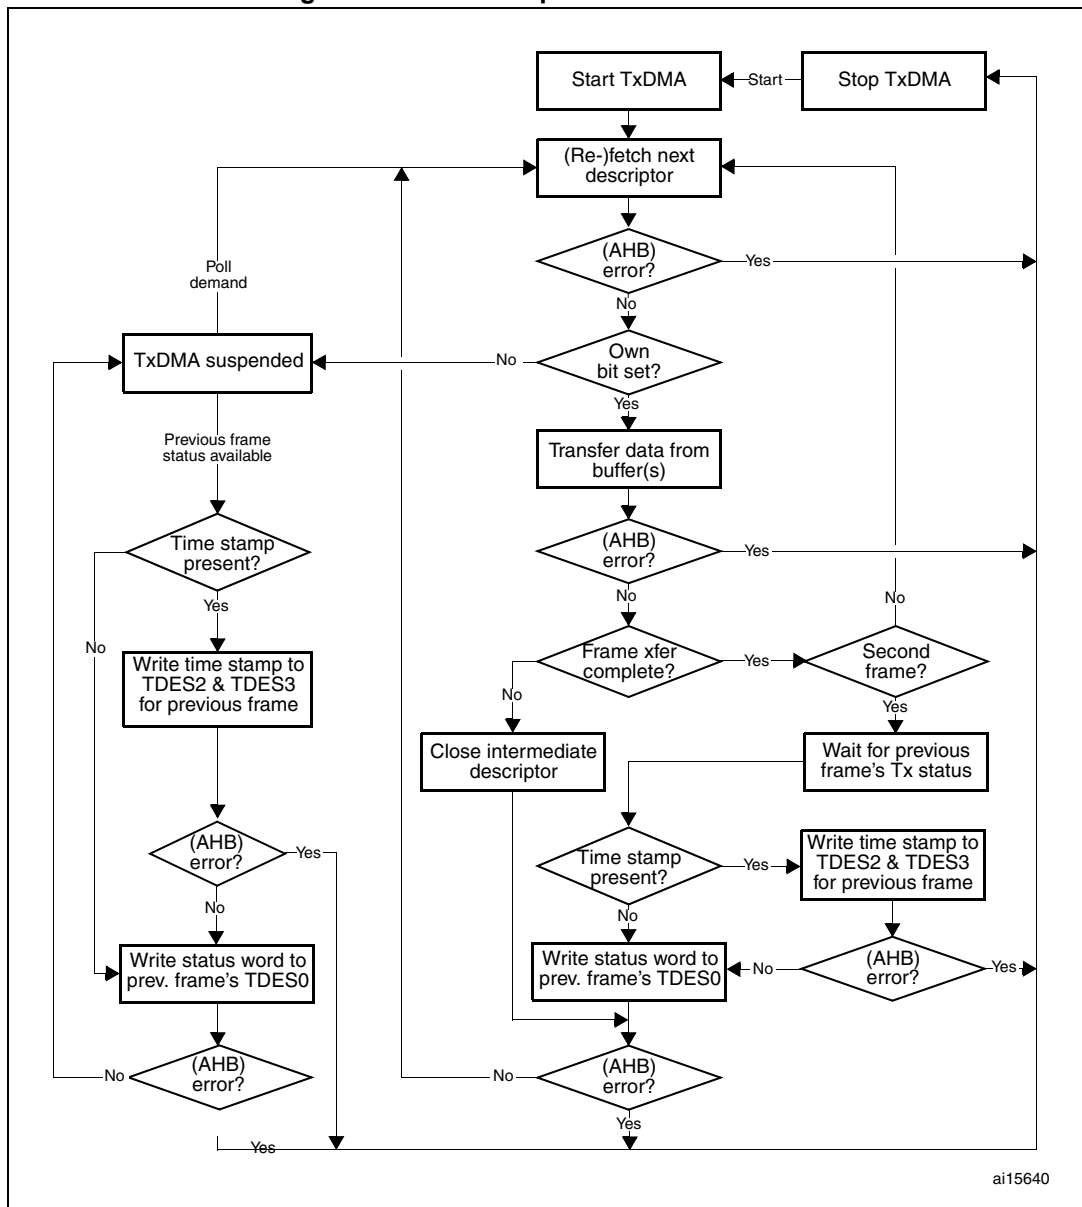 Start TxDMA
Start
Stop TxDMA
(Re-)fetch next
descriptor
(AHB)
error?
Yes
Poll
demand
No
TxDMA suspended
No
Own
bit set?
Yes
Previous frame
status available
Transfer data from
buffer(s)
Time stamp
present?
(AHB)
error?
Yes
Yes
No
No
No
Write time stamp to
TDES2 & TDES3
for previous frame
Frame xfer
complete?
Yes
Second
frame?
No
Yes
Close intermediate
descriptor
Wait for previous
frame's Tx status
(AHB)
error?
Yes
Time stamp
present?
Yes
Write time stamp to
TDES2 & TDES3
for previous frame
No
No
Write status word to
prev. frame's TDES0
Write status word to
prev. frame's TDES0
No
(AHB)
error?
Yes
No
(AHB)
error?
No
(AHB)
error?
Yes
Yes
ai15640